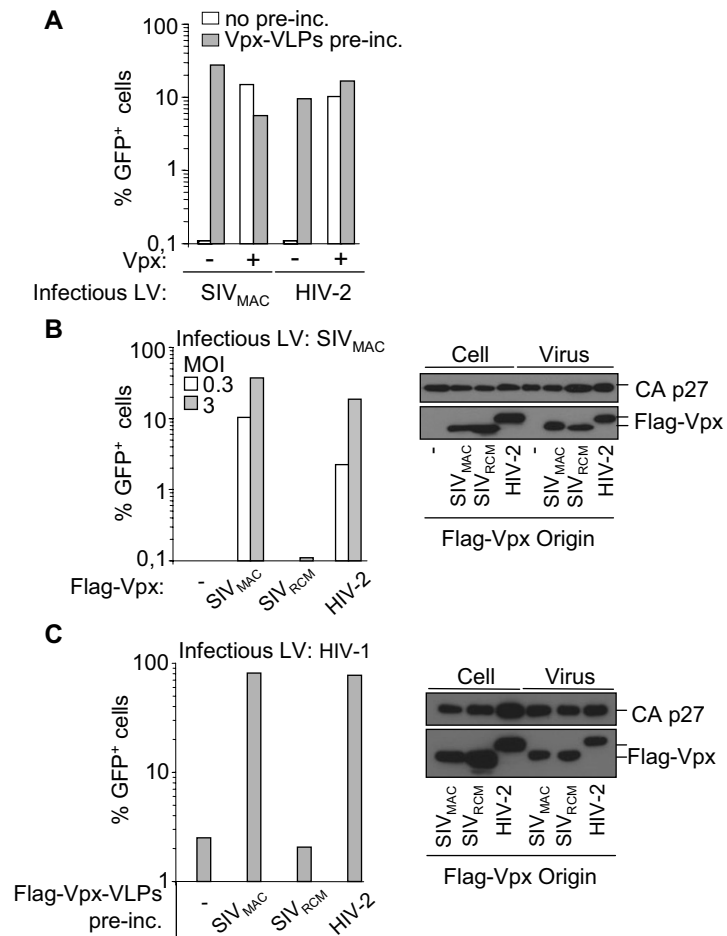 A
no pre-inc.
Vpx-VLPs pre-inc.
% GFP+ cells
100
10
1
0,1
Vpx: - + - +
Infectious LV: SIVMAC HIV-2
B
Infectious LV: SIVMAC
MOI
0.3
3
% GFP+ cells
100
10
1
0,1
Flag-Vpx: - SIVMAC SIVRCM HIV-2
Cell Virus
CA p27
Flag-Vpx
- SIVMAC SIVRCM HIV-2 - SIVMAC SIVRCM HIV-2
Flag-Vpx Origin
C
Infectious LV: HIV-1
% GFP+ cells
100
10
1
Flag-Vpx-VLPs
pre-inc.
- SIVMAC SIVRCM HIV-2
Cell Virus
CA p27
Flag-Vpx
SIVMAC SIVRCM HIV-2 SIVMAC SIVRCM HIV-2
Flag-Vpx Origin